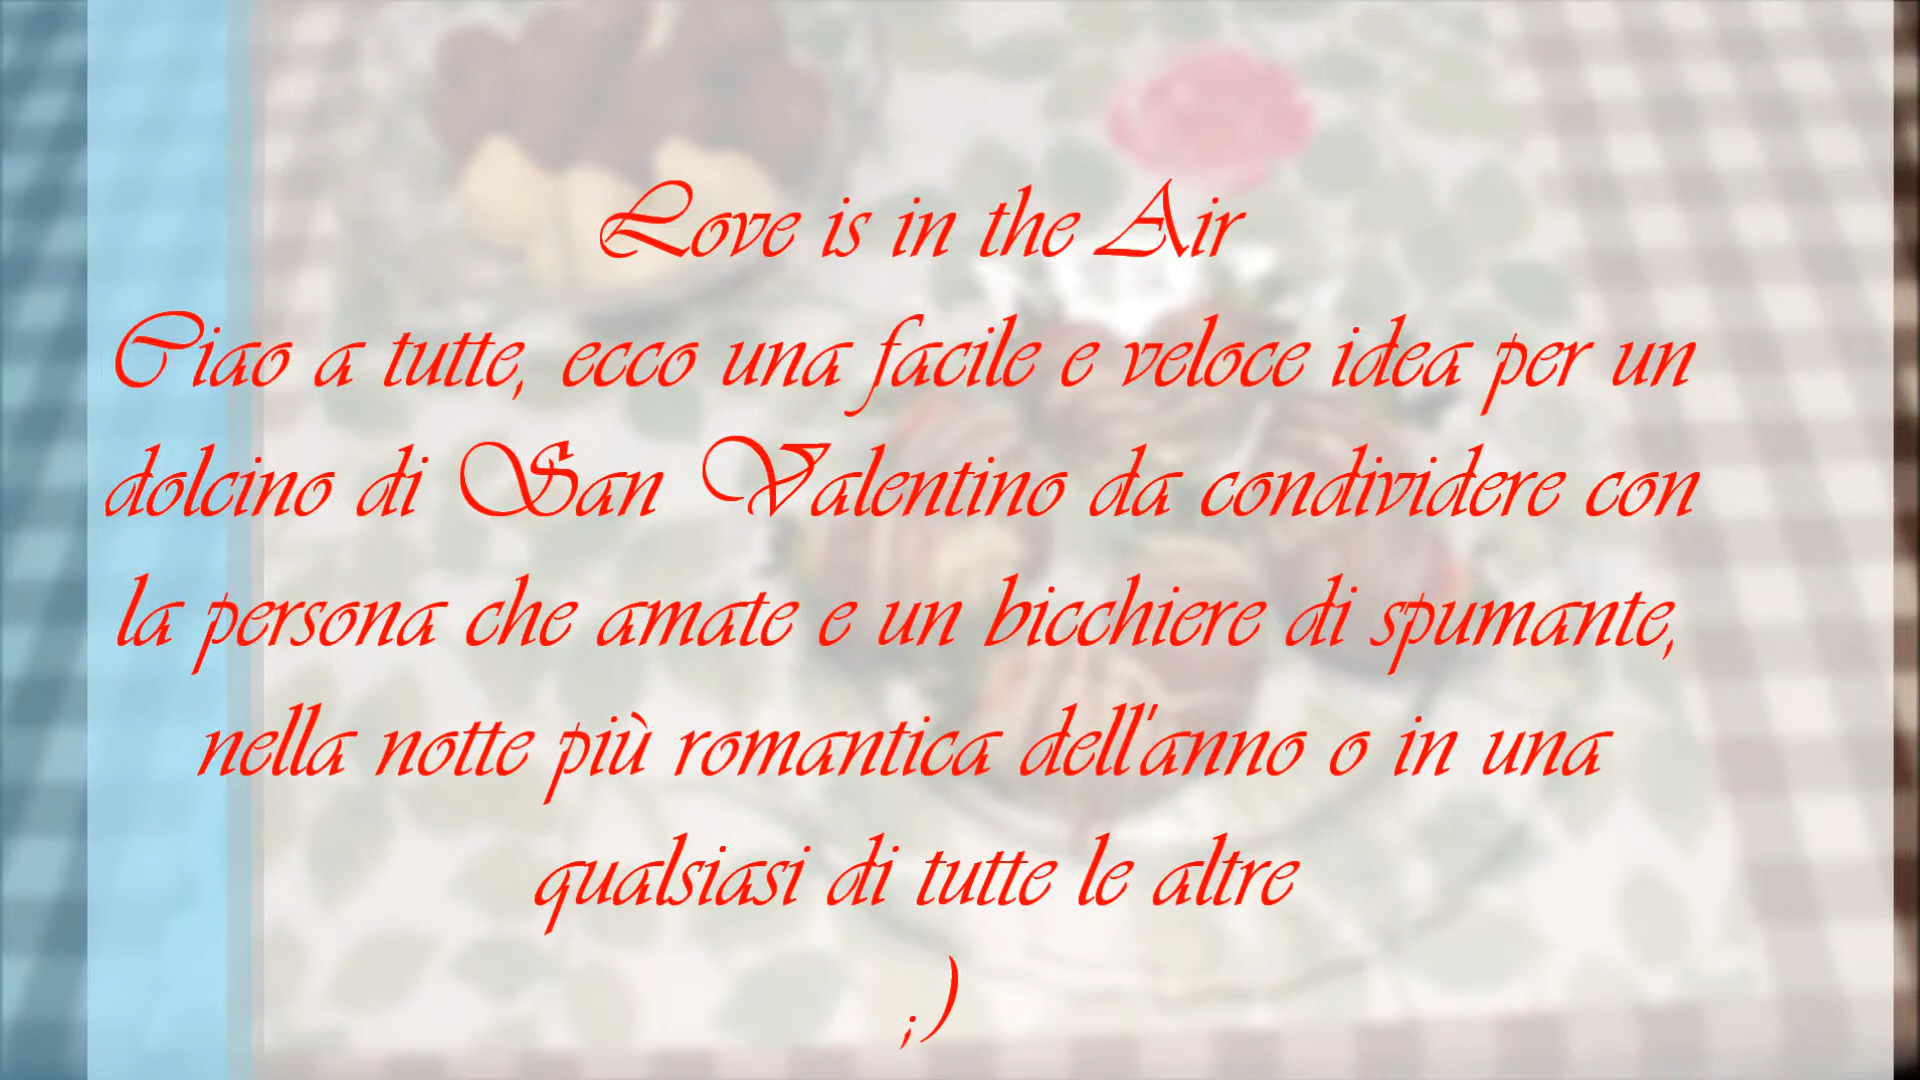 Love is in the Air
Ciao a tutte, ecco una facile e veloce idea per un
dolcino di San Valentino da condividere con
la persona che amate e un bicchiere di spumante,
nella notte più romantica dell'anno o in una
qualsiasi di tutte le altre
;)